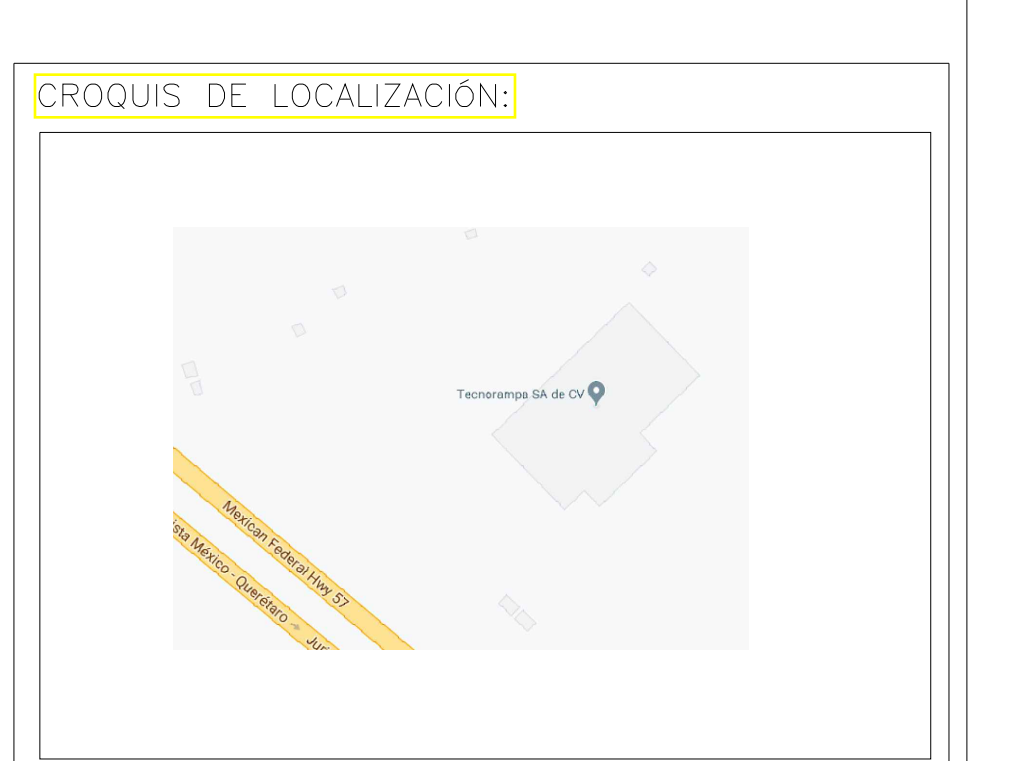 CROQUIS DE LOCALIZACIÓN:
Tecnorampa SA de CV
Mexican Federal Hwy 57
ista México - Querétaro